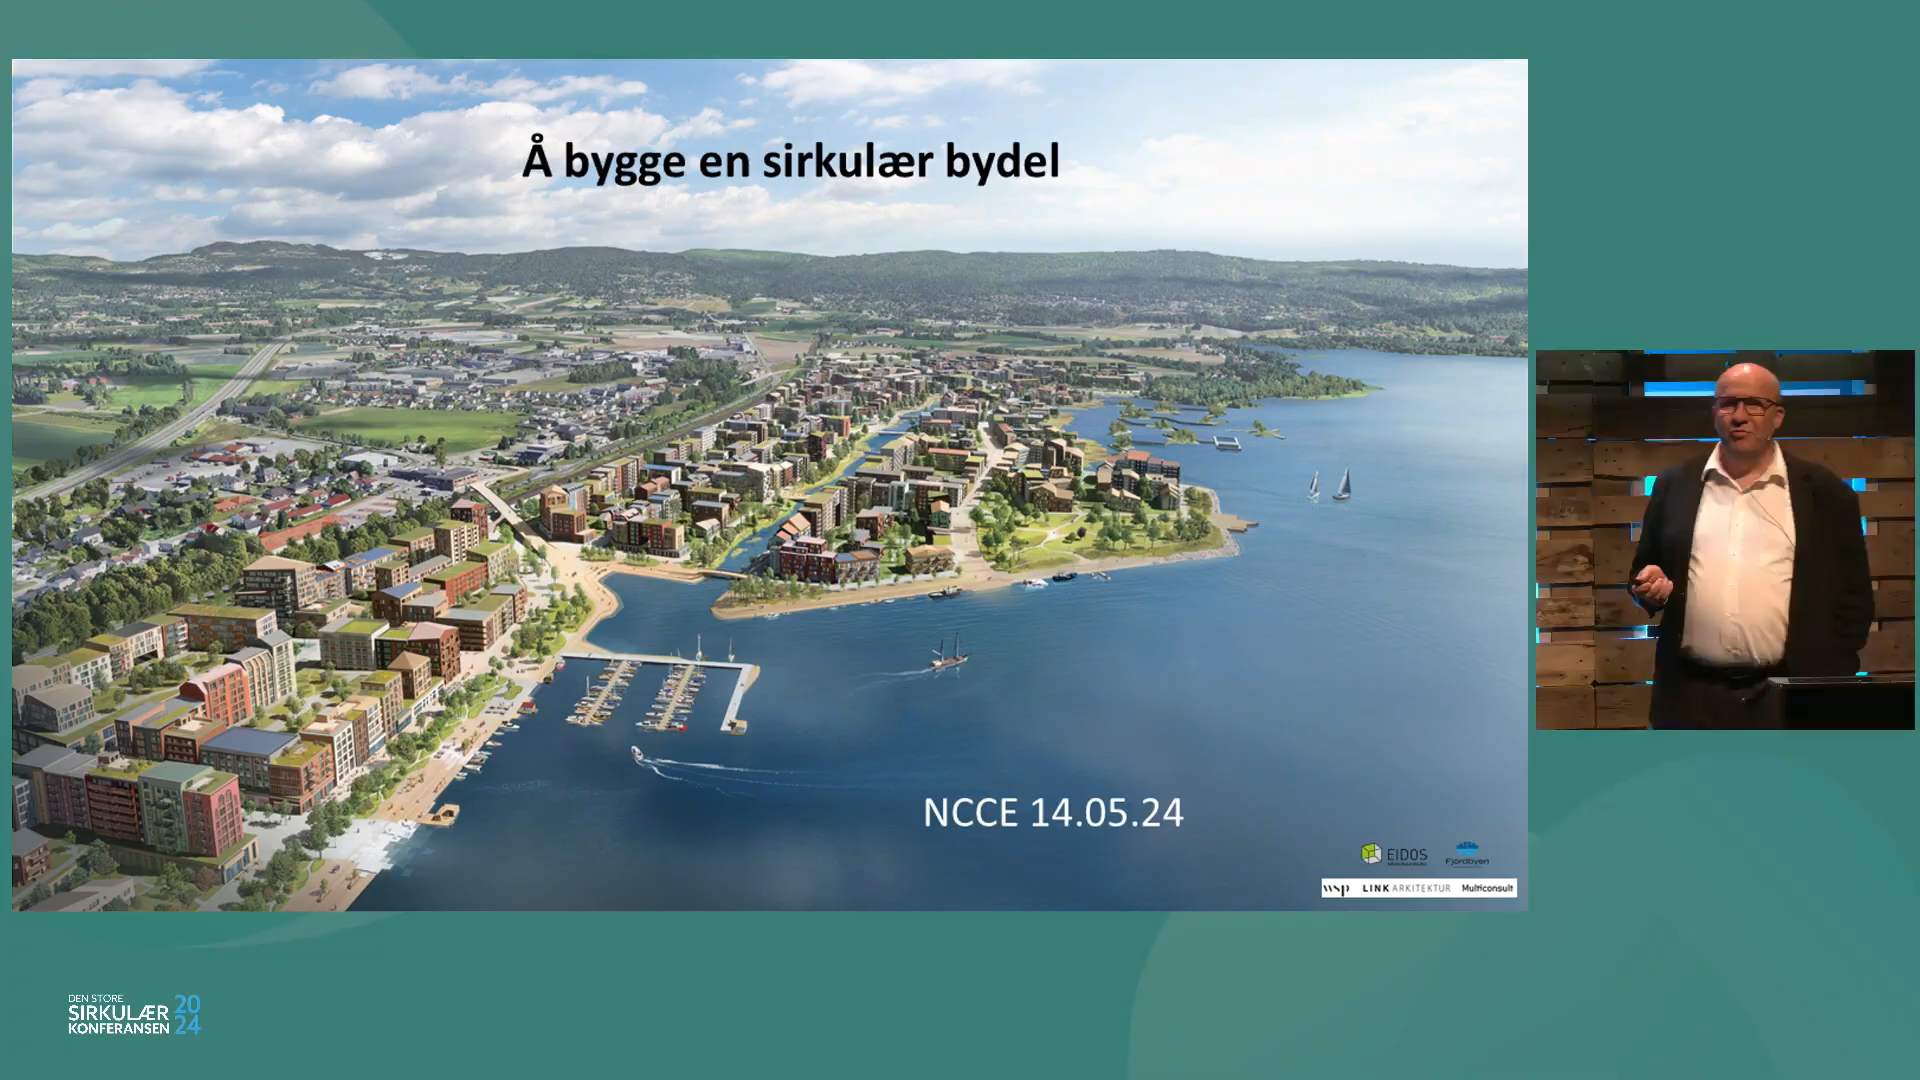 Å bygge en sirkulær bydel
NCCE 14.05.24
EIDOS
Fjordbyen
wsp LINK ARKITEKTUR Multiconsult
DEN STORE
SIRKULÆR
KONFERANSEN
20
24